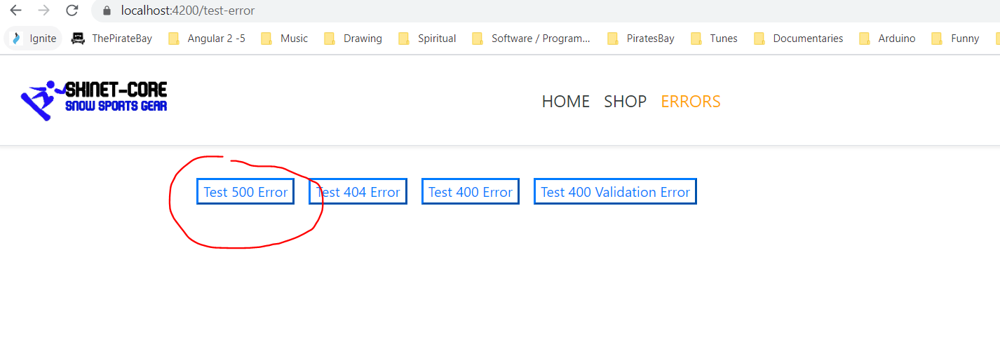 localhost:4200/test-error
Ignite ThePirateBay Angular 2 -5 Music Drawing Spiritual Software / Program... PiratesBay Tunes Documentaries Arduino Funny
SKINET-CORE
SNOW SPORTS GEAR
HOME SHOP ERRORS
Test 500 Error Test 404 Error Test 400 Error Test 400 Validation Error